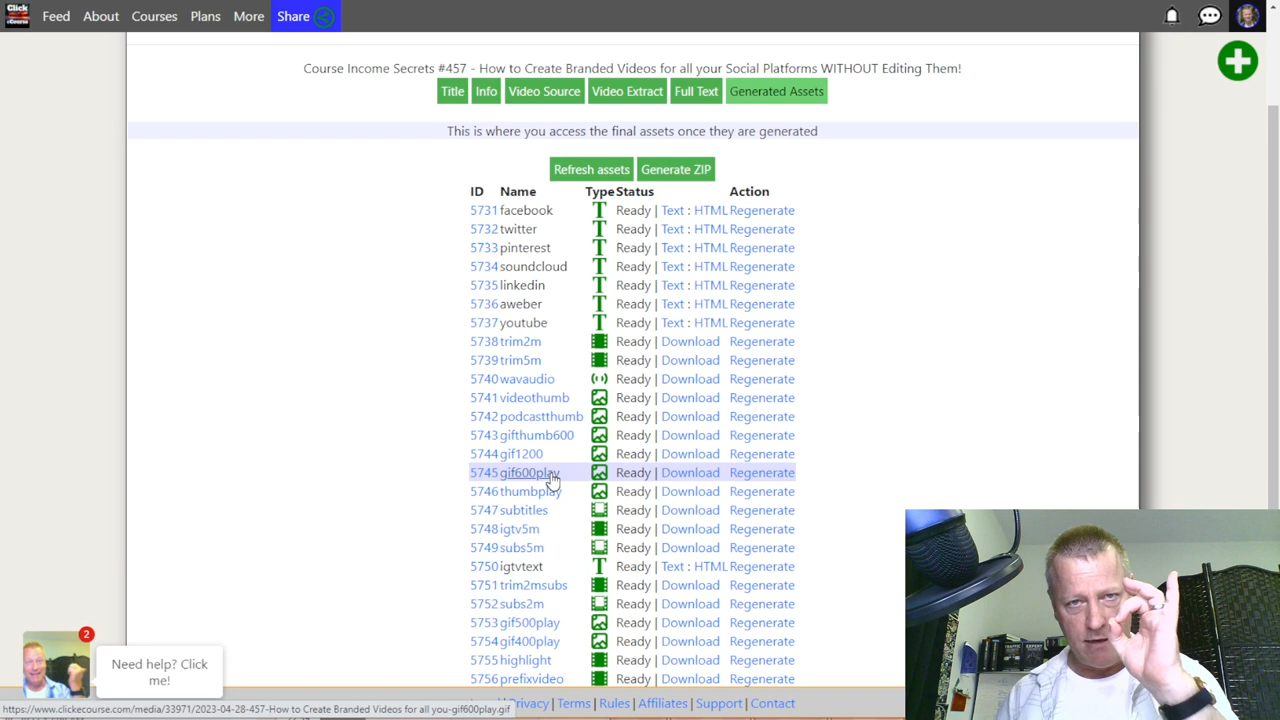 Click
eCourse
Feed About Courses Plans More Share
Course Income Secrets #457 - How to Create Branded Videos for all your Social Platforms WITHOUT Editing Them!
Title Info Video Source Video Extract Full Text Generated Assets
This is where you access the final assets once they are generated
Refresh assets Generate ZIP
ID Name Type Status Action
5731 facebook T Ready | Text : HTML Regenerate
5732 twitter T Ready | Text : HTML Regenerate
5733 pinterest T Ready | Text : HTML Regenerate
5734 soundcloud T Ready | Text : HTML Regenerate
5735 linkedin T Ready | Text : HTML Regenerate
5736 aweber T Ready | Text : HTML Regenerate
5737 youtube T Ready | Text : HTML Regenerate
5738 trim2m Ready | Download Regenerate
5739 trim5m Ready | Download Regenerate
5740 wavaudio Ready | Download Regenerate
5741 videothumb Ready | Download Regenerate
5742 podcastthumb Ready | Download Regenerate
5743 gifthumb600 Ready | Download Regenerate
5744 gif1200 Ready | Download Regenerate
5745 gif600play Ready | Download Regenerate
5746 thumbplay Ready | Download Regenerate
5747 subtitles Ready | Download Regenerate
5748 igtv5m Ready | Download Regenerate
5749 subs5m Ready | Download Regenerate
5750 igtvtext T Ready | Text : HTML Regenerate
5751 trim2msubs Ready | Download Regenerate
5752 subs2m Ready | Download Regenerate
5753 gif500play Ready | Download Regenerate
5754 gif400play Ready | Download Regenerate
5755 highlight Ready | Download Regenerate
5756 prefixvideo Ready | Download Regenerate
2
Need help? Click
me!
Privacy | Terms | Rules | Affiliates | Support | Contact
https://www.clickecourse.com/media/33971/2023-04-28-457-How to Create Branded Videos for all you-gif600play.gif
TRAFFIC
EXPERT